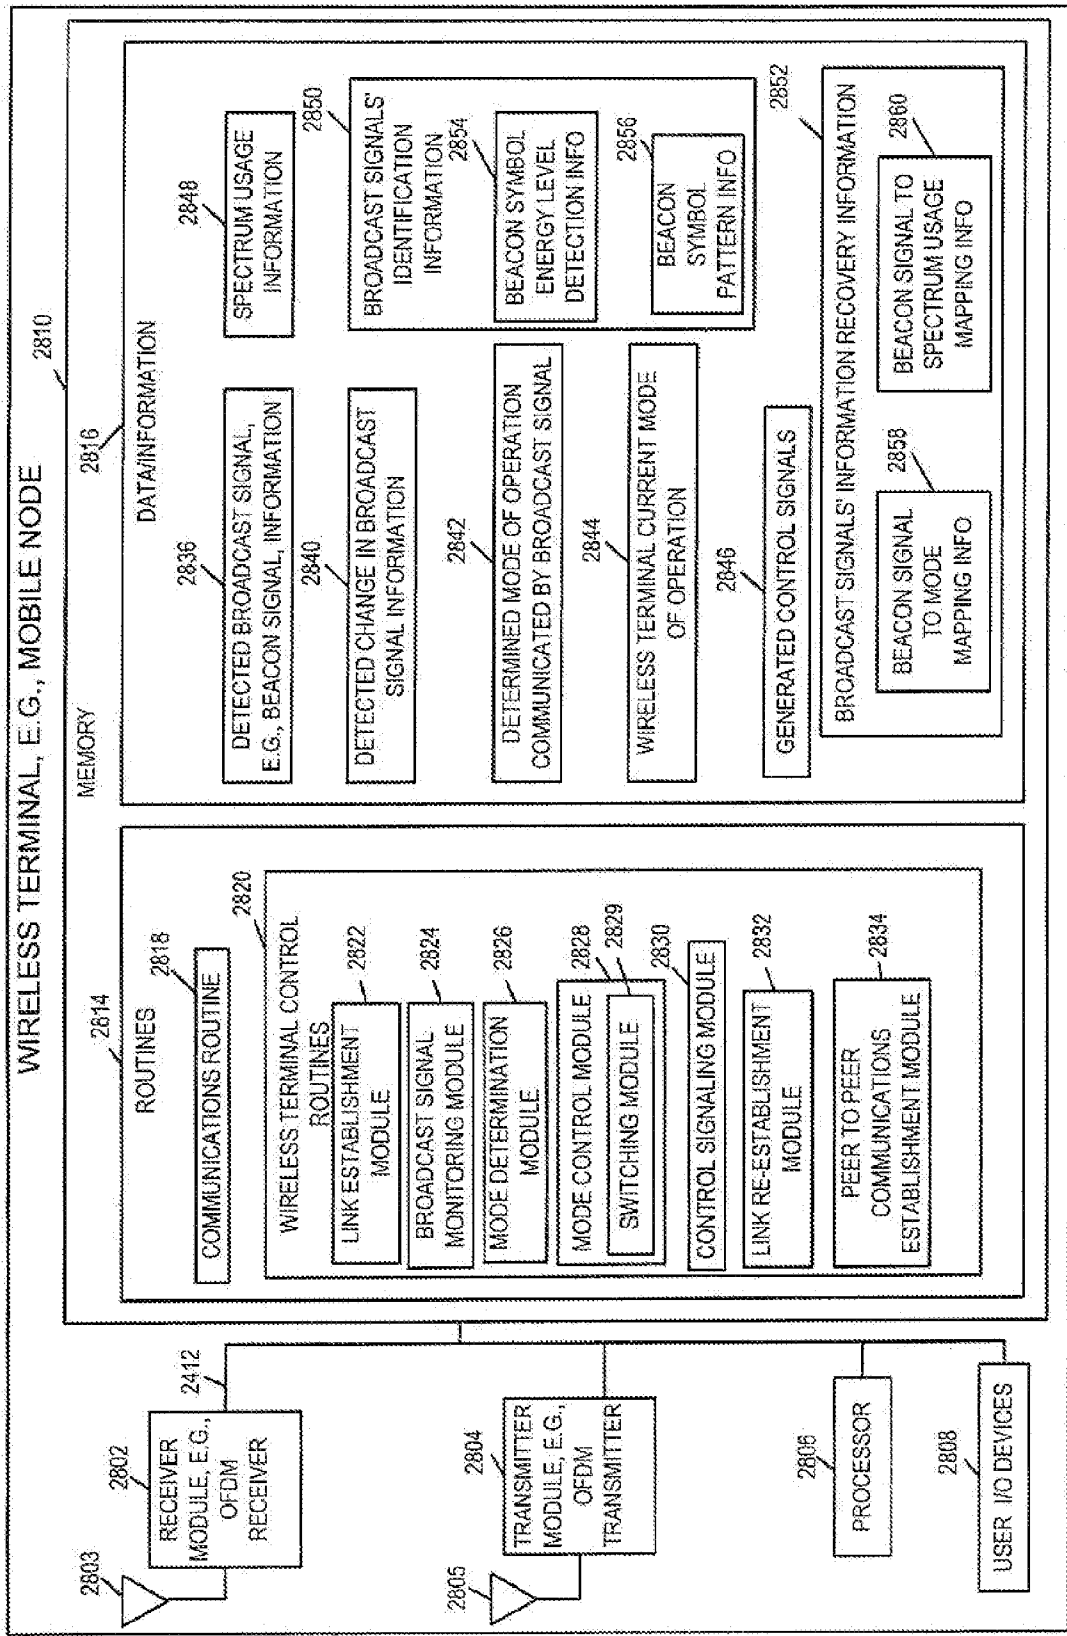 WIRELESS TERMINAL, E.G., MOBILE NODE
2810
MEMORY
2814
ROUTINES
2818
COMMUNICATIONS ROUTINE
2820
WIRELESS TERMINAL CONTROL
ROUTINES
2822
LINK ESTABLISHMENT
MODULE
2824
BROADCAST SIGNAL
MONITORING MODULE
2826
MODE DETERMINATION
MODULE
2828
MODE CONTROL MODULE
2829
SWITCHING MODULE
2830
CONTROL SIGNALING MODULE
2832
LINK RE-ESTABLISHMENT
MODULE
2834
PEER TO PEER
COMMUNICATIONS
ESTABLISHMENT MODULE
2816
DATA/INFORMATION
2836
DETECTED BROADCAST SIGNAL,
E.G., BEACON SIGNAL, INFORMATION
2840
DETECTED CHANGE IN BROADCAST
SIGNAL INFORMATION
2842
DETERMINED MODE OF OPERATION
COMMUNICATED BY BROADCAST SIGNAL
2844
WIRELESS TERMINAL CURRENT MODE
OF OPERATION
2846
GENERATED CONTROL SIGNALS
2848
SPECTRUM USAGE
INFORMATION
2850
BROADCAST SIGNALS'
IDENTIFICATION
INFORMATION
2854
BEACON SYMBOL
ENERGY LEVEL
DETECTION INFO
2856
BEACON
SYMBOL
PATTERN INFO
2852
BROADCAST SIGNALS' INFORMATION RECOVERY INFORMATION
2858
BEACON SIGNAL
TO MODE
MAPPING INFO
2860
BEACON SIGNAL TO
SPECTRUM USAGE
MAPPING INFO
2803
2802
RECEIVER
MODULE, E.G.,
OFDM
RECEIVER
2412
2805
2804
TRANSMITTER
MODULE, E.G.,
OFDM
TRANSMITTER
2806
PROCESSOR
2808
USER I/O DEVICES